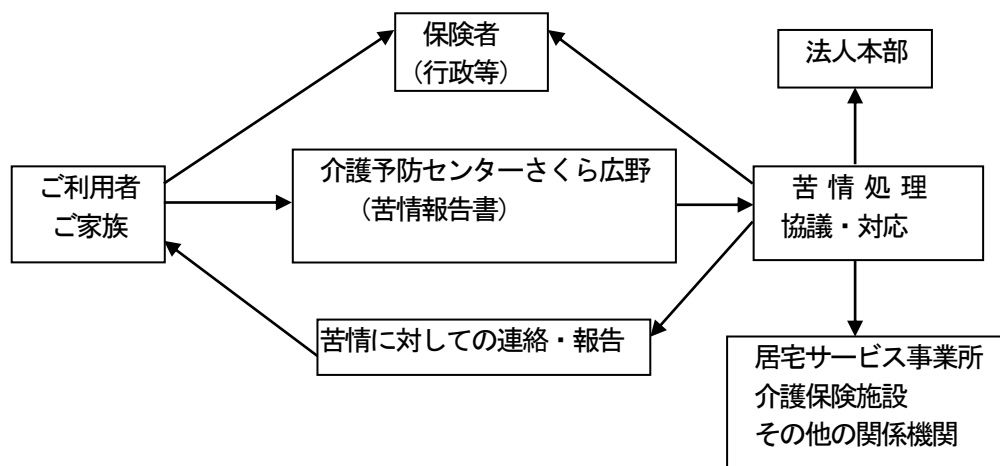 保険者
（行政等）
法人本部
ご利用者
ご家族
介護予防センターさくら広野
（苦情報告書）
苦 情 処 理
協議・対応
苦情に対しての連絡・報告
居宅サービス事業所
介護保険施設
その他の関係機関